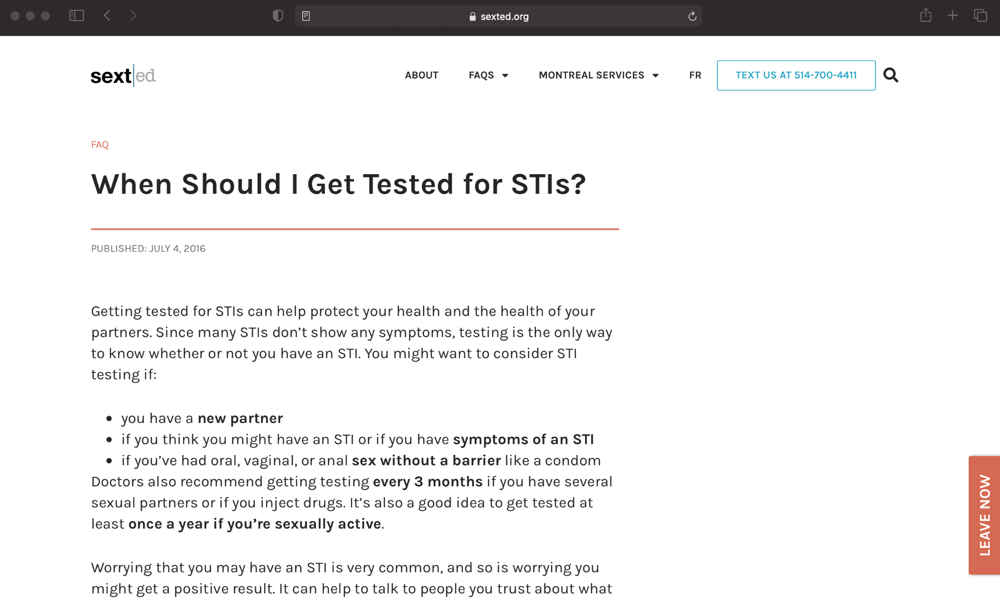 sexted.org
sext|ed
ABOUT
FAQS
MONTREAL SERVICES
FR
TEXT US AT 514-700-4411
FAQ
When Should I Get Tested for STIs?
PUBLISHED: JULY 4, 2016
Getting tested for STIs can help protect your health and the health of your
partners. Since many STIs don’t show any symptoms, testing is the only way
to know whether or not you have an STI. You might want to consider STI
testing if:
• you have a new partner
• if you think you might have an STI or if you have symptoms of an STI
• if you’ve had oral, vaginal, or anal sex without a barrier like a condom
Doctors also recommend getting testing every 3 months if you have several
sexual partners or if you inject drugs. It’s also a good idea to get tested at
least once a year if you’re sexually active.
Worrying that you may have an STI is very common, and so is worrying you
might get a positive result. It can help to talk to people you trust about what
LEAVE NOW